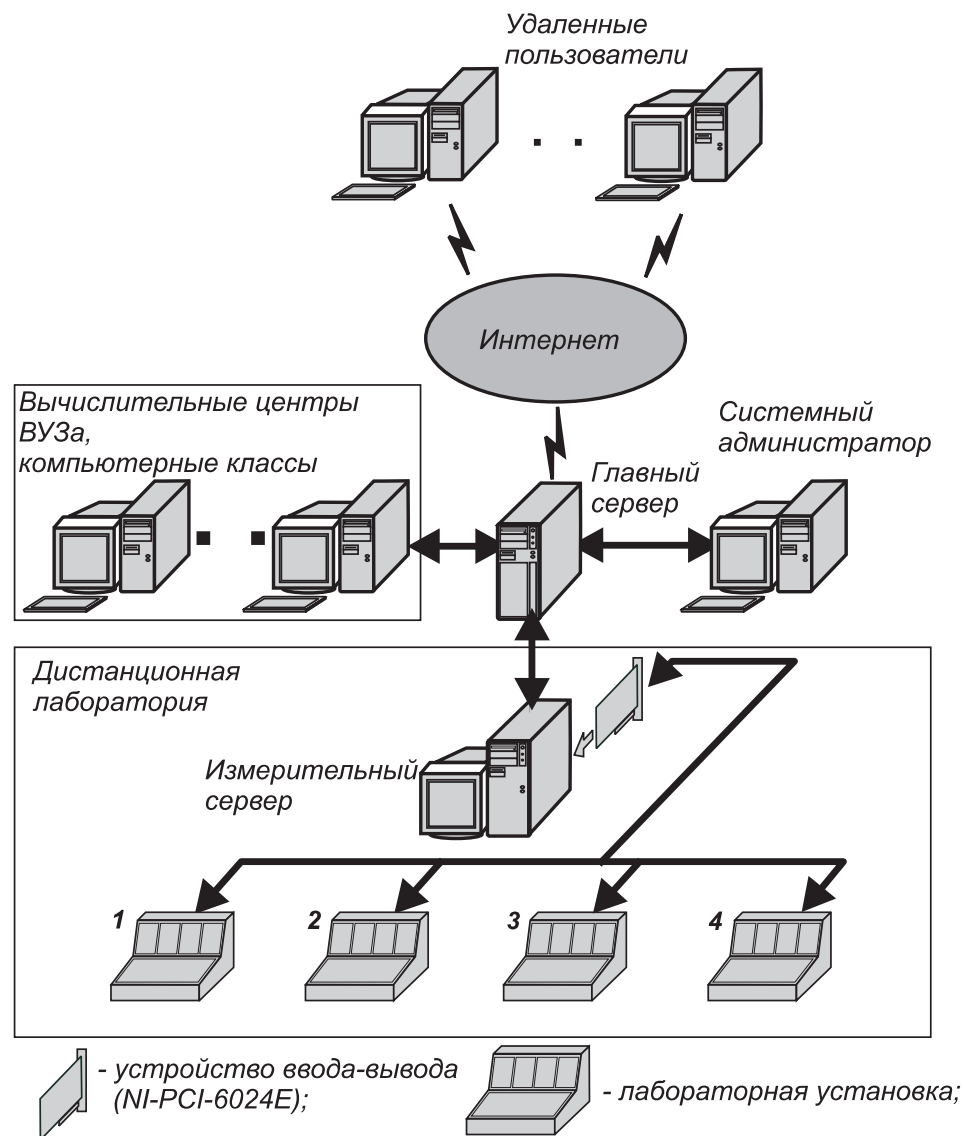 Удаленные
пользователи
Интернет
Вычислительные центры
ВУЗа,
компьютерные классы
Системный
администратор
Главный
сервер
Дистанционная
лаборатория
Измерительный
сервер
1
2
3
4
- устройство ввода-вывода
(NI-PCI-6024E);
- лабораторная установка;